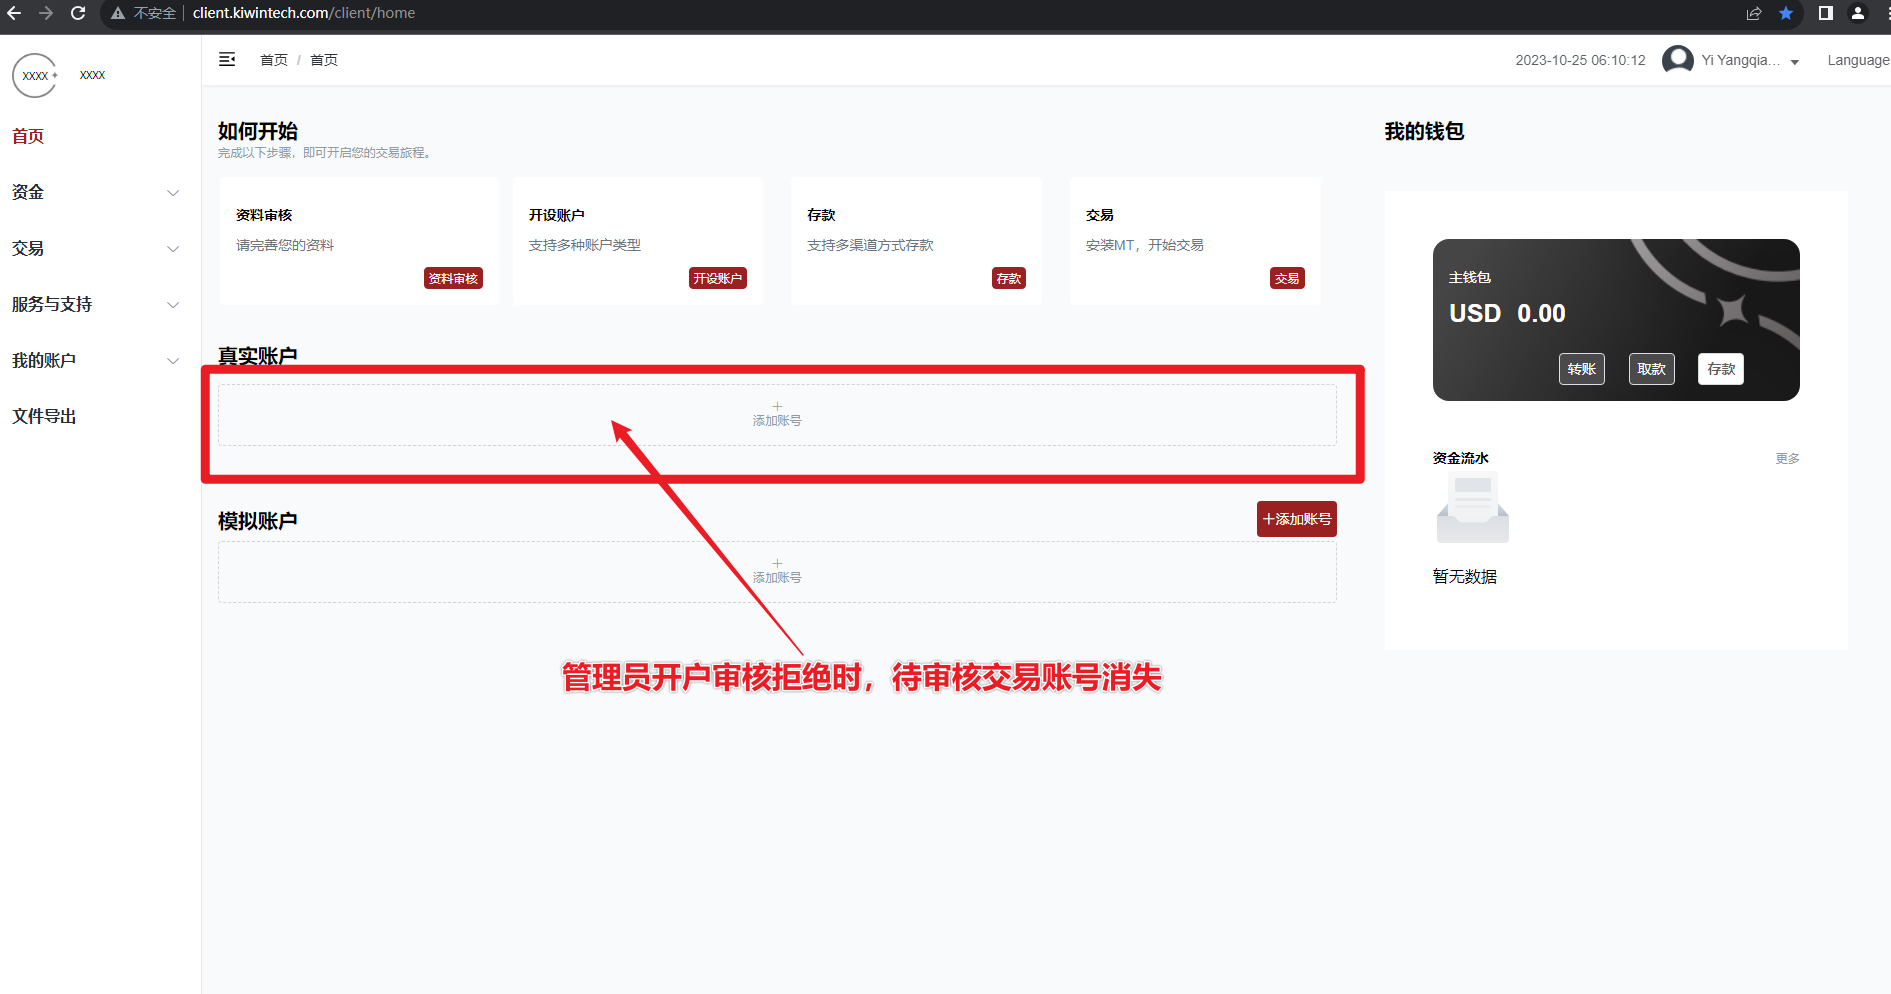 不安全 client.kiwintech.com/client/home
XXXX XXXX
首页 / 首页
2023-10-25 06:10:12 Yi Yangqia... Language
首页
资金
交易
服务与支持
我的账户
文件导出
如何开始
完成以下步骤，即可开启您的交易旅程。
资料审核
请完善您的资料
资料审核
开设账户
支持多种账户类型
开设账户
存款
支持多渠道方式存款
存款
交易
安装MT，开始交易
交易
真实账户
+
添加账号
模拟账户
+添加账号
+
添加账号
管理员开户审核拒绝时，待审核交易账号消失
我的钱包
主钱包
USD 0.00
转账 取款 存款
资金流水 更多
暂无数据